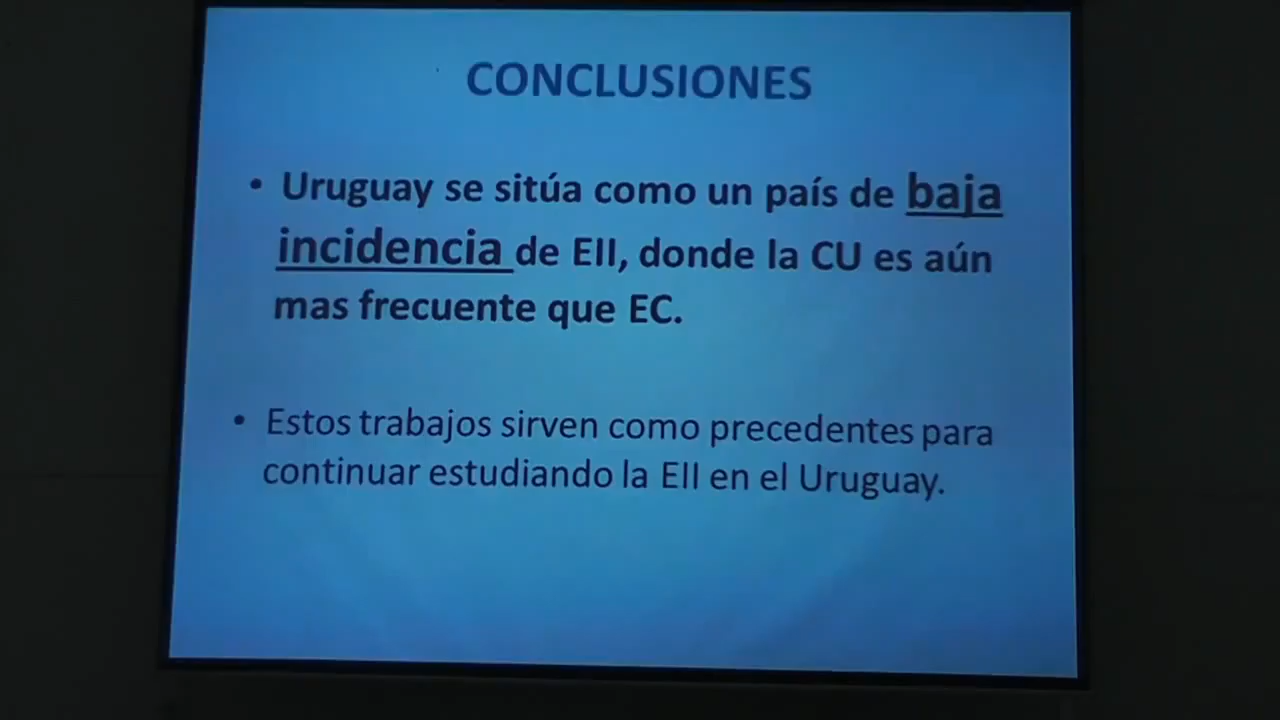 CONCLUSIONES
• Uruguay se sitúa como un país de baja
incidencia de EII, donde la CU es aún
mas frecuente que EC.
• Estos trabajos sirven como precedentes para
continuar estudiando la EII en el Uruguay.